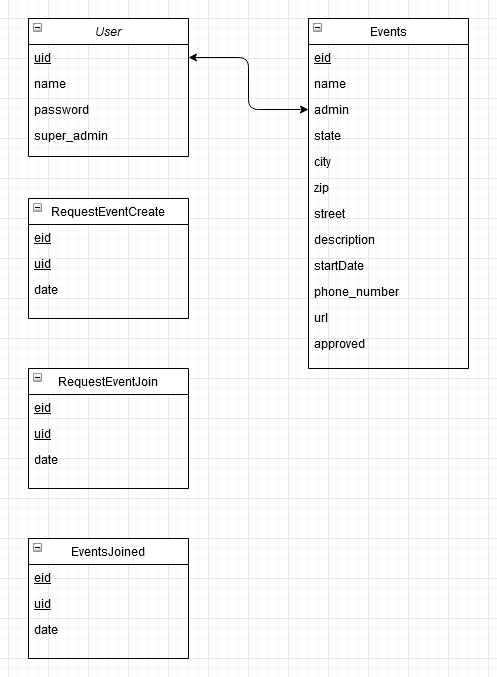 User
uid
name
password
super_admin
Events
eid
name
admin
state
city
zip
street
description
startDate
phone_number
url
approved
RequestEventCreate
eid
uid
date
RequestEventJoin
eid
uid
date
EventsJoined
eid
uid
date